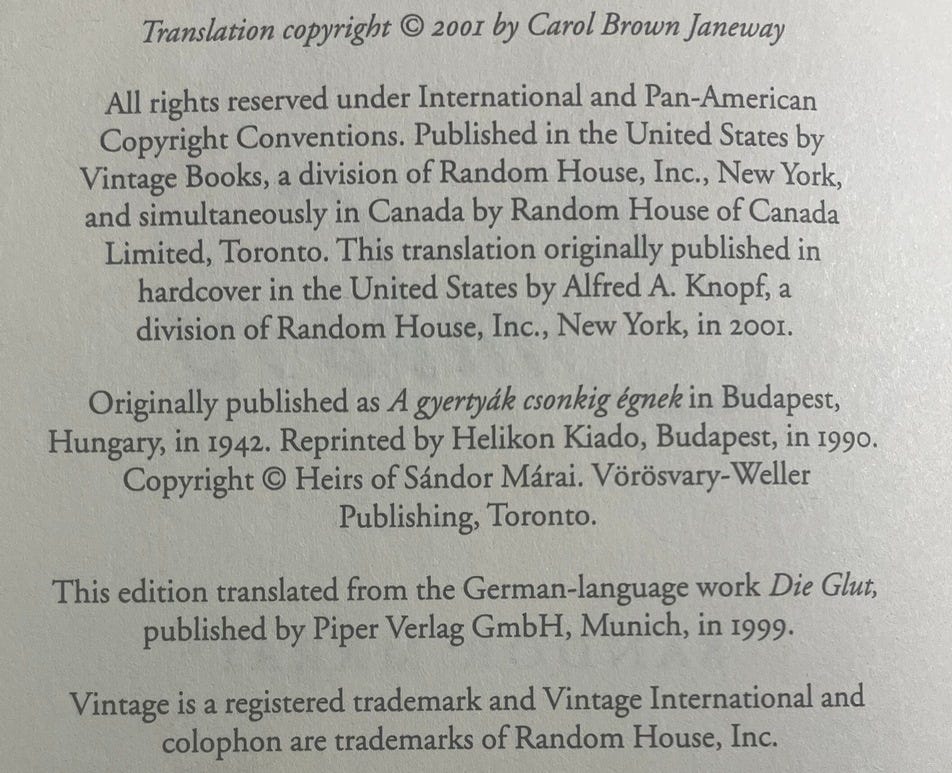 Translation copyright © 2001 by Carol Brown Janeway
All rights reserved under International and Pan-American
Copyright Conventions. Published in the United States by
Vintage Books, a division of Random House, Inc., New York,
and simultaneously in Canada by Random House of Canada
Limited, Toronto. This translation originally published in
hardcover in the United States by Alfred A. Knopf, a
division of Random House, Inc., New York, in 2001.
Originally published as A gyertyák csonkig égnek in Budapest,
Hungary, in 1942. Reprinted by Helikon Kiado, Budapest, in 1990.
Copyright © Heirs of Sándor Márai. Vörösvary-Weller
Publishing, Toronto.
This edition translated from the German-language work Die Glut,
published by Piper Verlag GmbH, Munich, in 1999.
Vintage is a registered trademark and Vintage International and
colophon are trademarks of Random House, Inc.